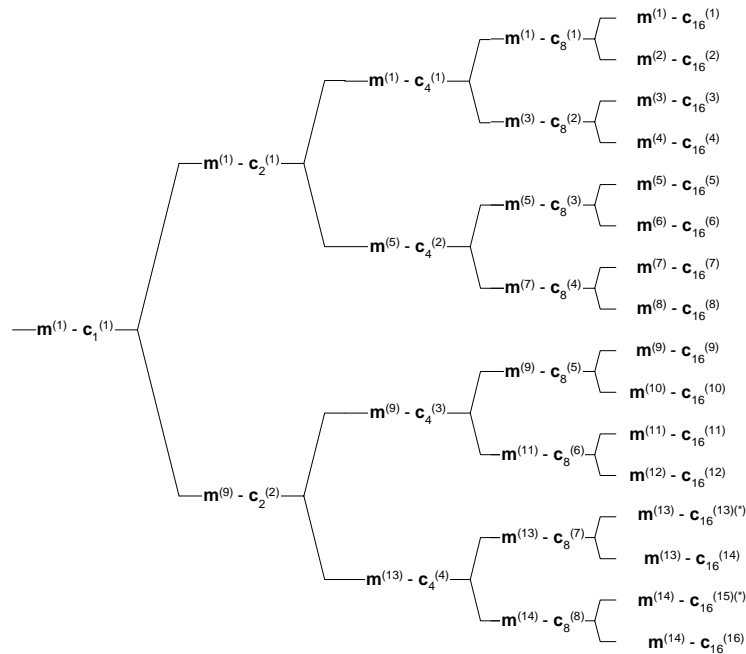 m(1) - c16(1)
m(1) - c8(1)
m(2) - c16(2)
m(1) - c4(1)
m(3) - c16(3)
m(3) - c8(2)
m(4) - c16(4)
m(1) - c2(1)
m(5) - c16(5)
m(5) - c8(3)
m(6) - c16(6)
m(5) - c4(2)
m(7) - c16(7)
m(7) - c8(4)
m(8) - c16(8)
m(1) - c1(1)
m(9) - c16(9)
m(9) - c8(5)
m(10) - c16(10)
m(9) - c4(3)
m(11) - c16(11)
m(11) - c8(6)
m(12) - c16(12)
m(9) - c2(2)
m(13) - c16(13)(*)
m(13) - c8(7)
m(13) - c16(14)
m(13) - c4(4)
m(14) - c16(15)(*)
m(14) - c8(8)
m(14) - c16(16)